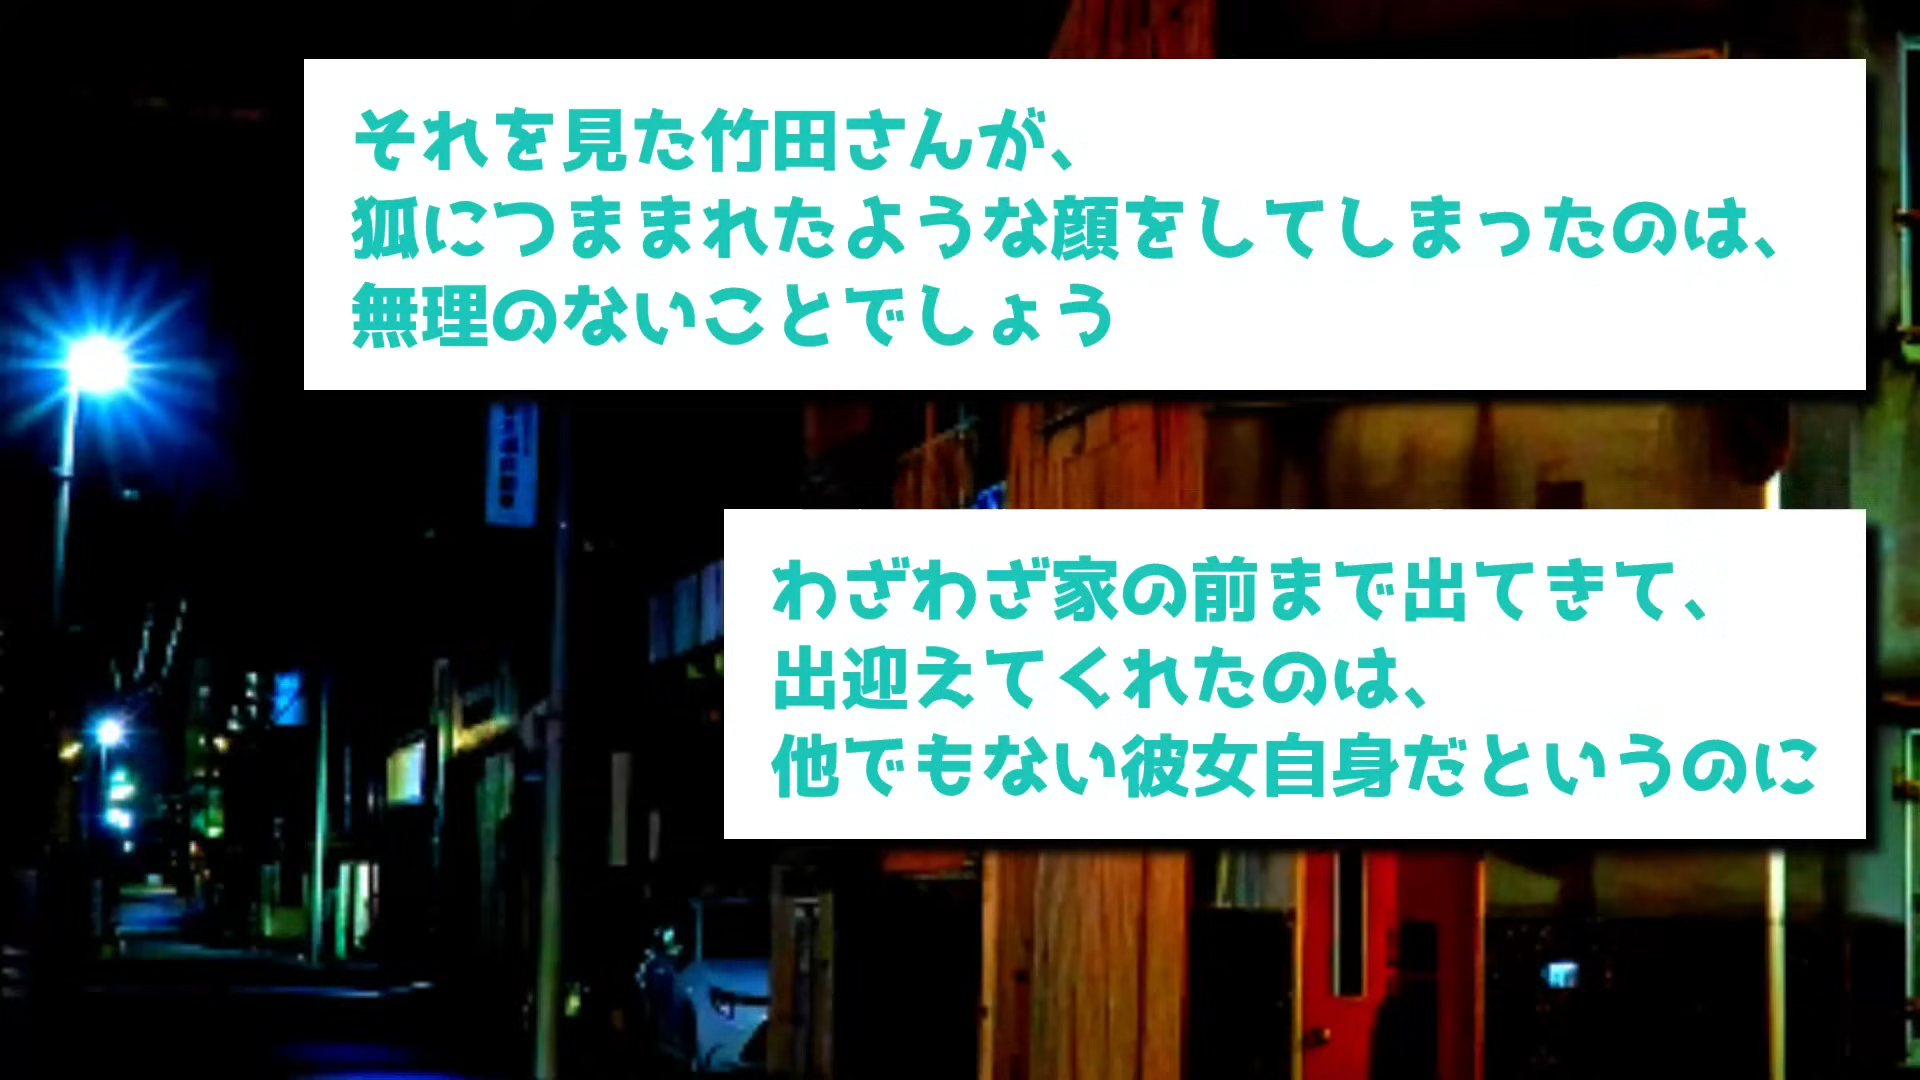 それを見た竹田さんが、
狐につままれたような顔をしてしまったのは、
無理のないことでしょう
わざわざ家の前まで出てきて、
出迎えてくれたのは、
他でもない彼女自身だというのに